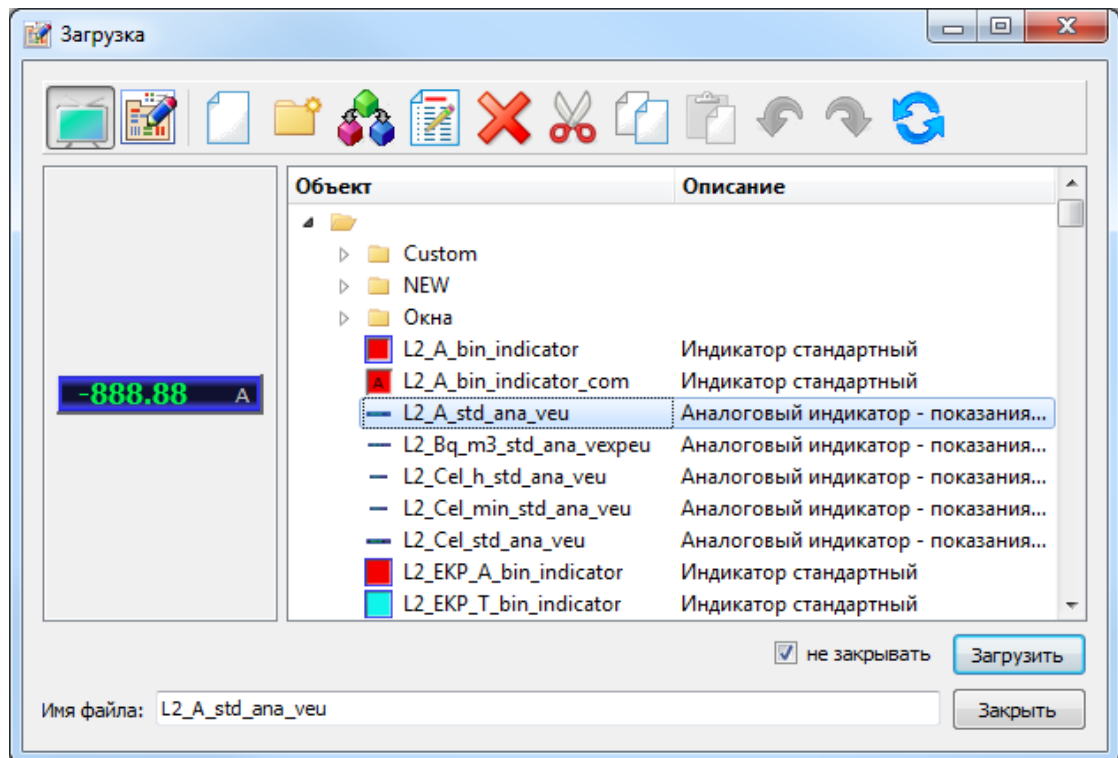 Загрузка
Объект Описание
Custom
NEW
Окна
L2_A_bin_indicator Индикатор стандартный
A L2_A_bin_indicator_com Индикатор стандартный
-888.88 A
L2_A_std_ana_veu Аналоговый индикатор - показания...
L2_Bq_m3_std_ana_vexpeu Аналоговый индикатор - показания...
L2_Cel_h_std_ana_veu Аналоговый индикатор - показания...
L2_Cel_min_std_ana_veu Аналоговый индикатор - показания...
L2_Cel_std_ana_veu Аналоговый индикатор - показания...
L2_EKP_A_bin_indicator Индикатор стандартный
L2_EKP_T_bin_indicator Индикатор стандартный
не закрывать Загрузить
Имя файла: L2_A_std_ana_veu Закрыть